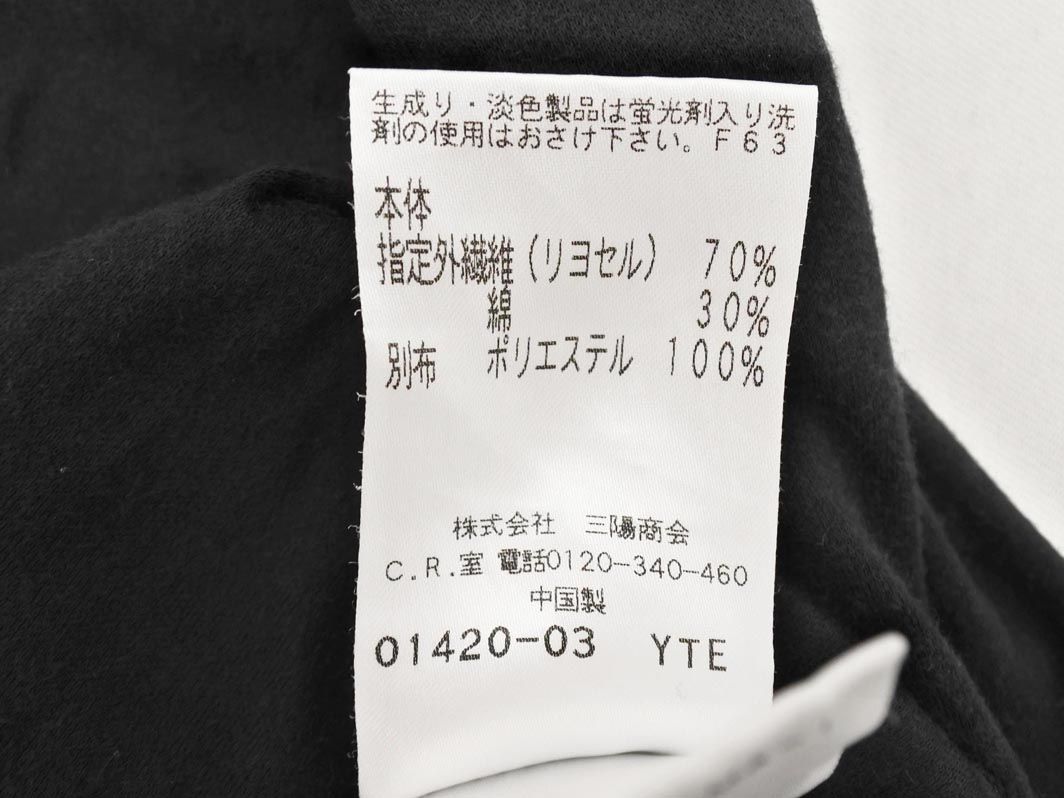 生成り・淡色製品は蛍光剤入り洗
剤の使用はおさけ下さい。F63
本体
指定外繊維(リヨセル) 70%
綿 30%
別布 ポリエステル 100%
株式会社 三陽商会
C.R.室 電話0120-340-460
中国製
01420-03 YTE